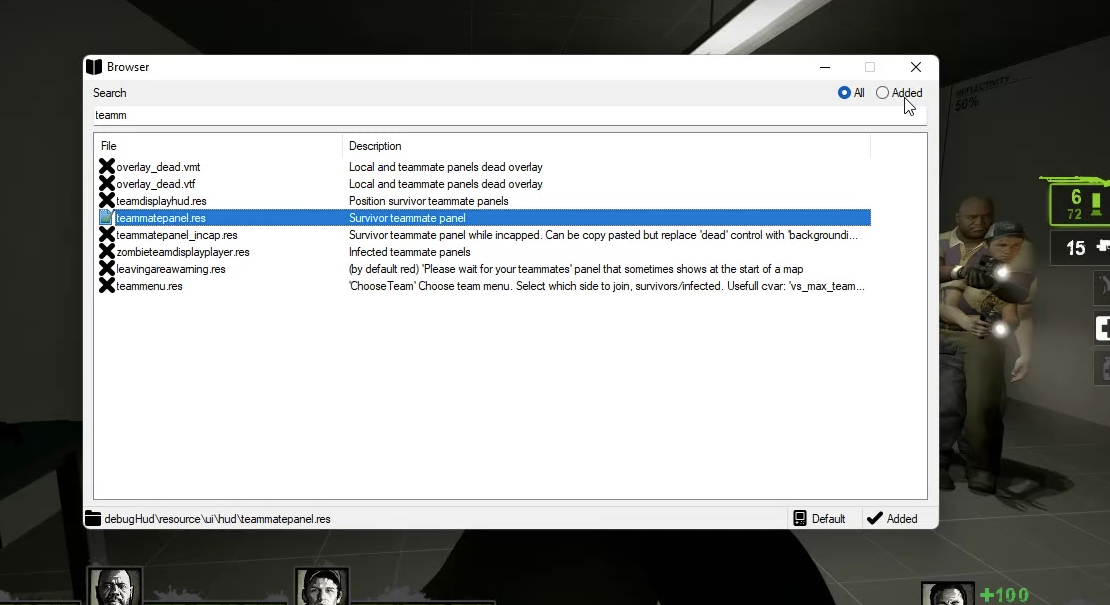 Browser
Search
All Added
teamm
File Description
overlay_dead.vmt Local and teammate panels dead overlay
overlay_dead.vtf Local and teammate panels dead overlay
teamdisplayhud.res Position survivor teammate panels
teammatepanel.res Survivor teammate panel
teammatepanel_incap.res Survivor teammate panel while incapped. Can be copy pasted but replace 'dead' control with 'backgroundi...
zombieteamdisplayplayer.res Infected teammate panels
leavingareawarning.res (by default red) 'Please wait for your teammates' panel that sometimes shows at the start of a map
teammenu.res 'ChooseTeam' Choose team menu. Select which side to join, survivors/infected. Usefull cvar: 'vs_max_team...
debugHud\resource\ui\hud\teammatepanel.res Default Added
REFLECTIVITY
50%
6
72
15
+100